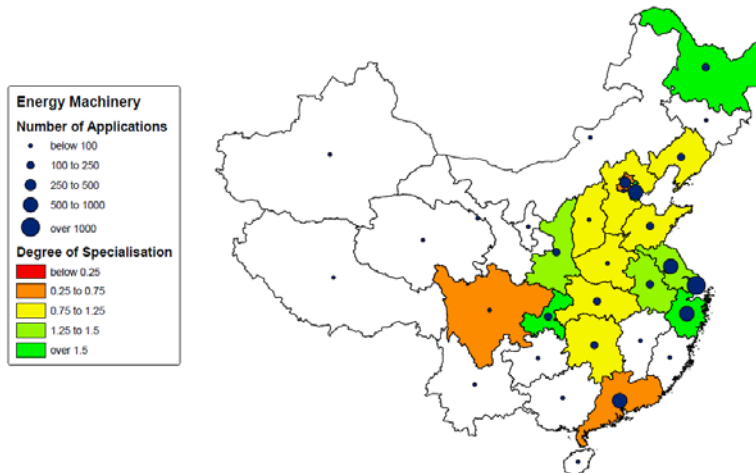 Energy Machinery
Number of Applications
below 100
100 to 250
250 to 500
500 to 1000
over 1000
Degree of Specialisation
below 0.25
0.25 to 0.75
0.75 to 1.25
1.25 to 1.5
over 1.5